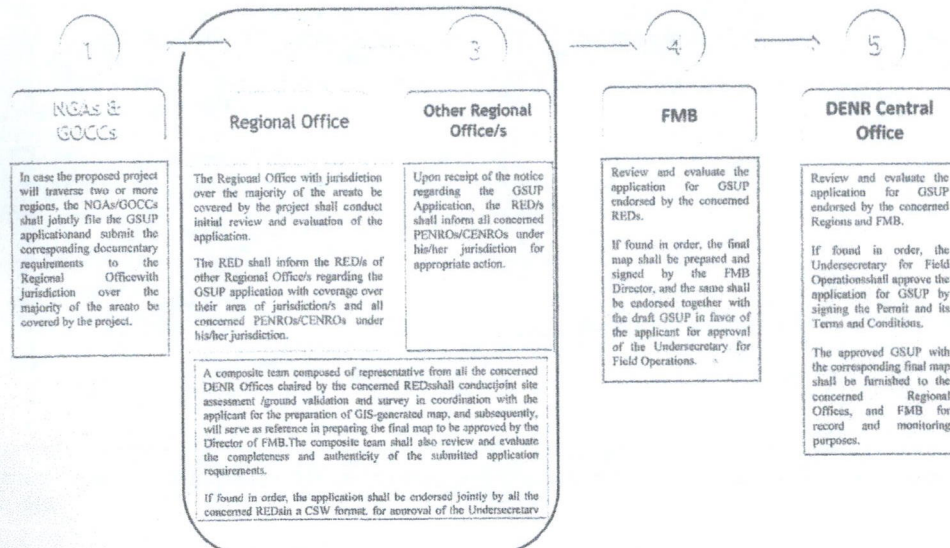 1
3
4
5
NGAs &
GOCCs
In case the proposed project
will traverse two or more
regions, the NGAs/GOCCs
shall jointly file the GSUP
applicationand submit the
corresponding documentary
requirements to the
Regional Officewith
jurisdiction over the
majority of the areato be
covered by the project.
Regional Office
The Regional Office with jurisdiction
over the majority of the areato be
covered by the project shall conduct
initial review and evaluation of the
application.
The RED shall inform the RED/s of
other Regional Office/s regarding the
GSUP application with coverage over
their area of jurisdiction/s and all
concerned PENROs/CENROs under
his/her jurisdiction.
Other Regional
Office/s
Upon receipt of the notice
regarding the GSUP
Application, the RED/s
shall inform all concerned
PENROs/CENROs under
his/her jurisdiction for
appropriate action.
A composite team composed of representative from all the concerned
DENR Offices chaired by the concerned REDsshall conductjoint site
assessment /ground validation and survey in coordination with the
applicant for the preparation of GIS-generated map, and subsequently,
will serve as reference in preparing the final map to be approved by the
Director of FMB.The composite team shall also review and evaluate
the completeness and authenticity of the submitted application
requirements.
If found in order, the application shall be endorsed jointly by all the
concerned REDsin a CSW format, for approval of the Undersecretary
FMB
Review and evaluate the
application for GSUP
endorsed by the concerned
REDs.
If found in order, the final
map shall be prepared and
signed by the FMB
Director, and the same shall
be endorsed together with
the draft GSUP in favor of
the applicant for approval
of the Undersecretary for
Field Operations.
DENR Central
Office
Review and evaluate the
application for GSUP
endorsed by the concerned
Regions and FMB.
If found in order, the
Undersecretary for Field
Operationsshall approve the
application for GSUP by
signing the Permit and its
Terms and Conditions.
The approved GSUP with
the corresponding final map
shall be furnished to the
concerned Regional
Offices, and FMB for
record and monitoring
purposes.